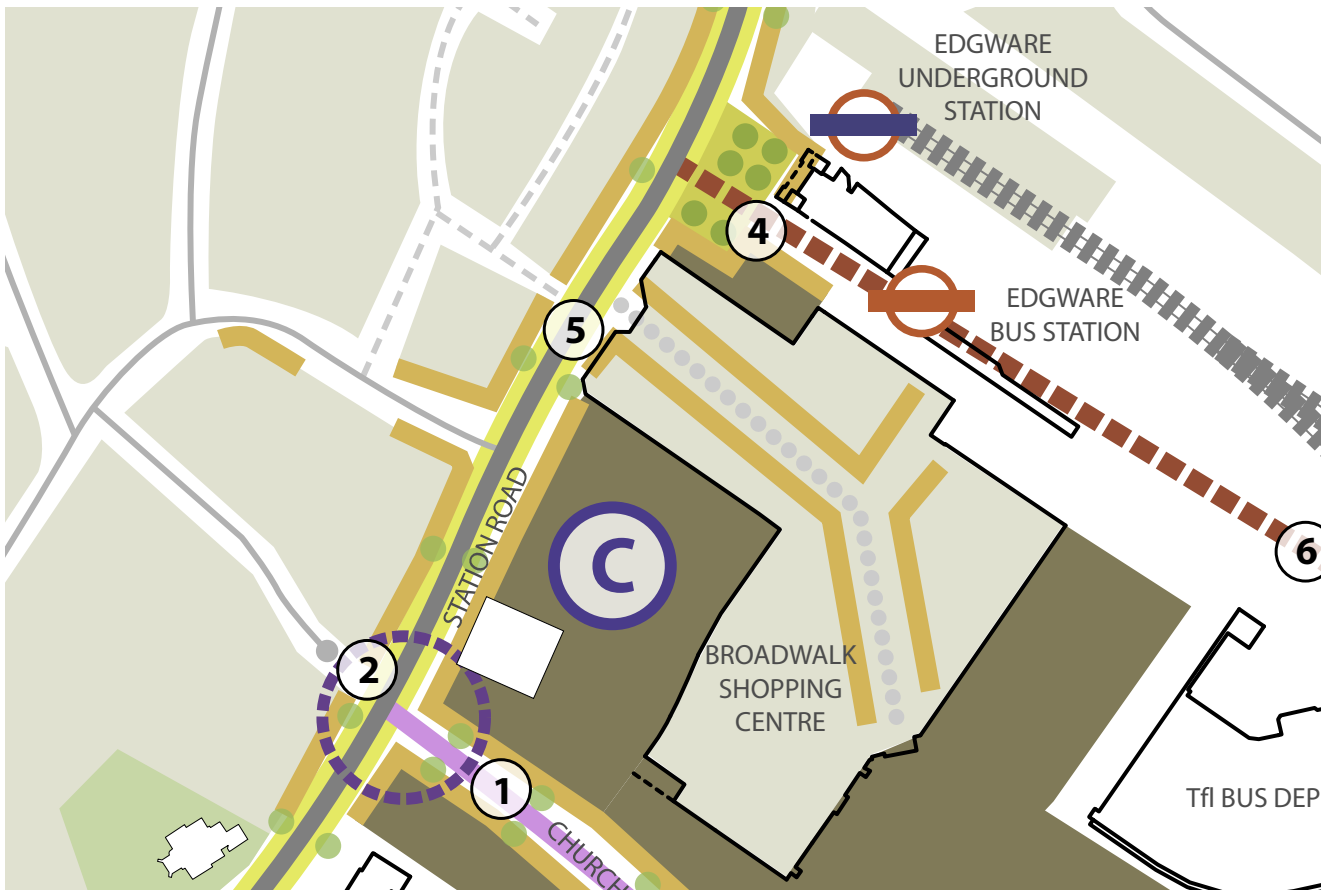 EDGWARE
UNDERGROUND
STATION
4
EDGWARE
BUS STATION
5
6
STATION ROAD
C
2
BROADWALK
SHOPPING
CENTRE
1
Tfl BUS DEP
CHURCH